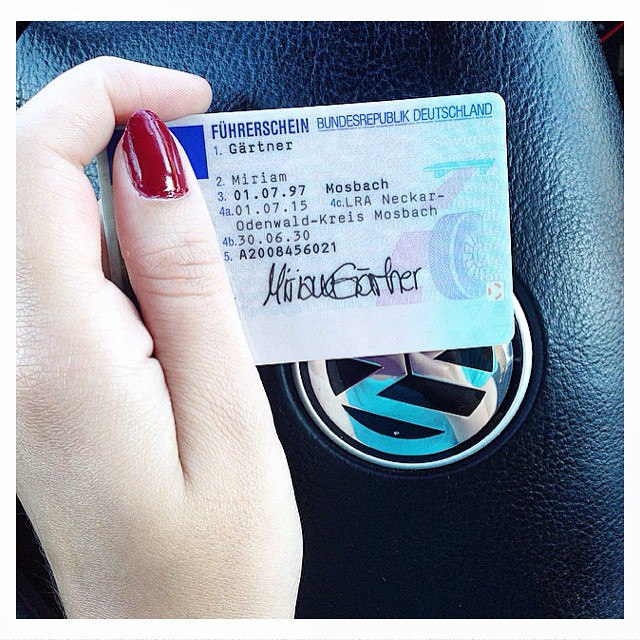 FÜHRERSCHEIN BUNDESREPUBLIK DEUTSCHLAND
1. Gärtner
2. Miriam
3. 01.07.97 Mosbach
4a. 01.07.15 4c. LRA Neckar-
Odenwald-Kreis Mosbach
4b. 30.06.30
5. A2008456021
Miriam Gärtner